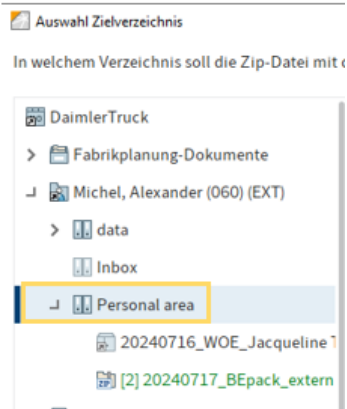 Auswahl Zielverzeichnis
In welchem Verzeichnis soll die Zip-Datei mit
DaimlerTruck
Fabrikplanung-Dokumente
Michel, Alexander (060) (EXT)
data
Inbox
Personal area
20240716_WOE_Jacqueline
ZIP [2] 20240717_BEpack_extern